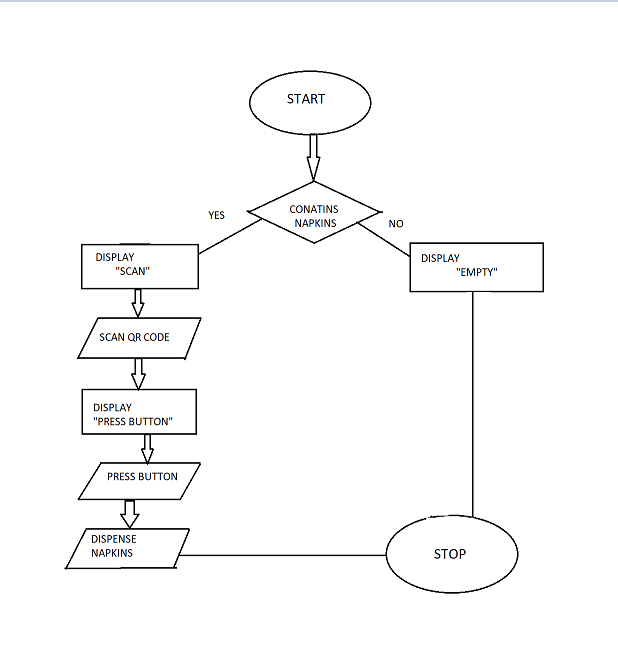 START
CONATINS
NAPKINS
YES
NO
DISPLAY
"SCAN"
DISPLAY
"EMPTY"
SCAN QR CODE
DISPLAY
"PRESS BUTTON"
PRESS BUTTON
DISPENSE
NAPKINS
STOP